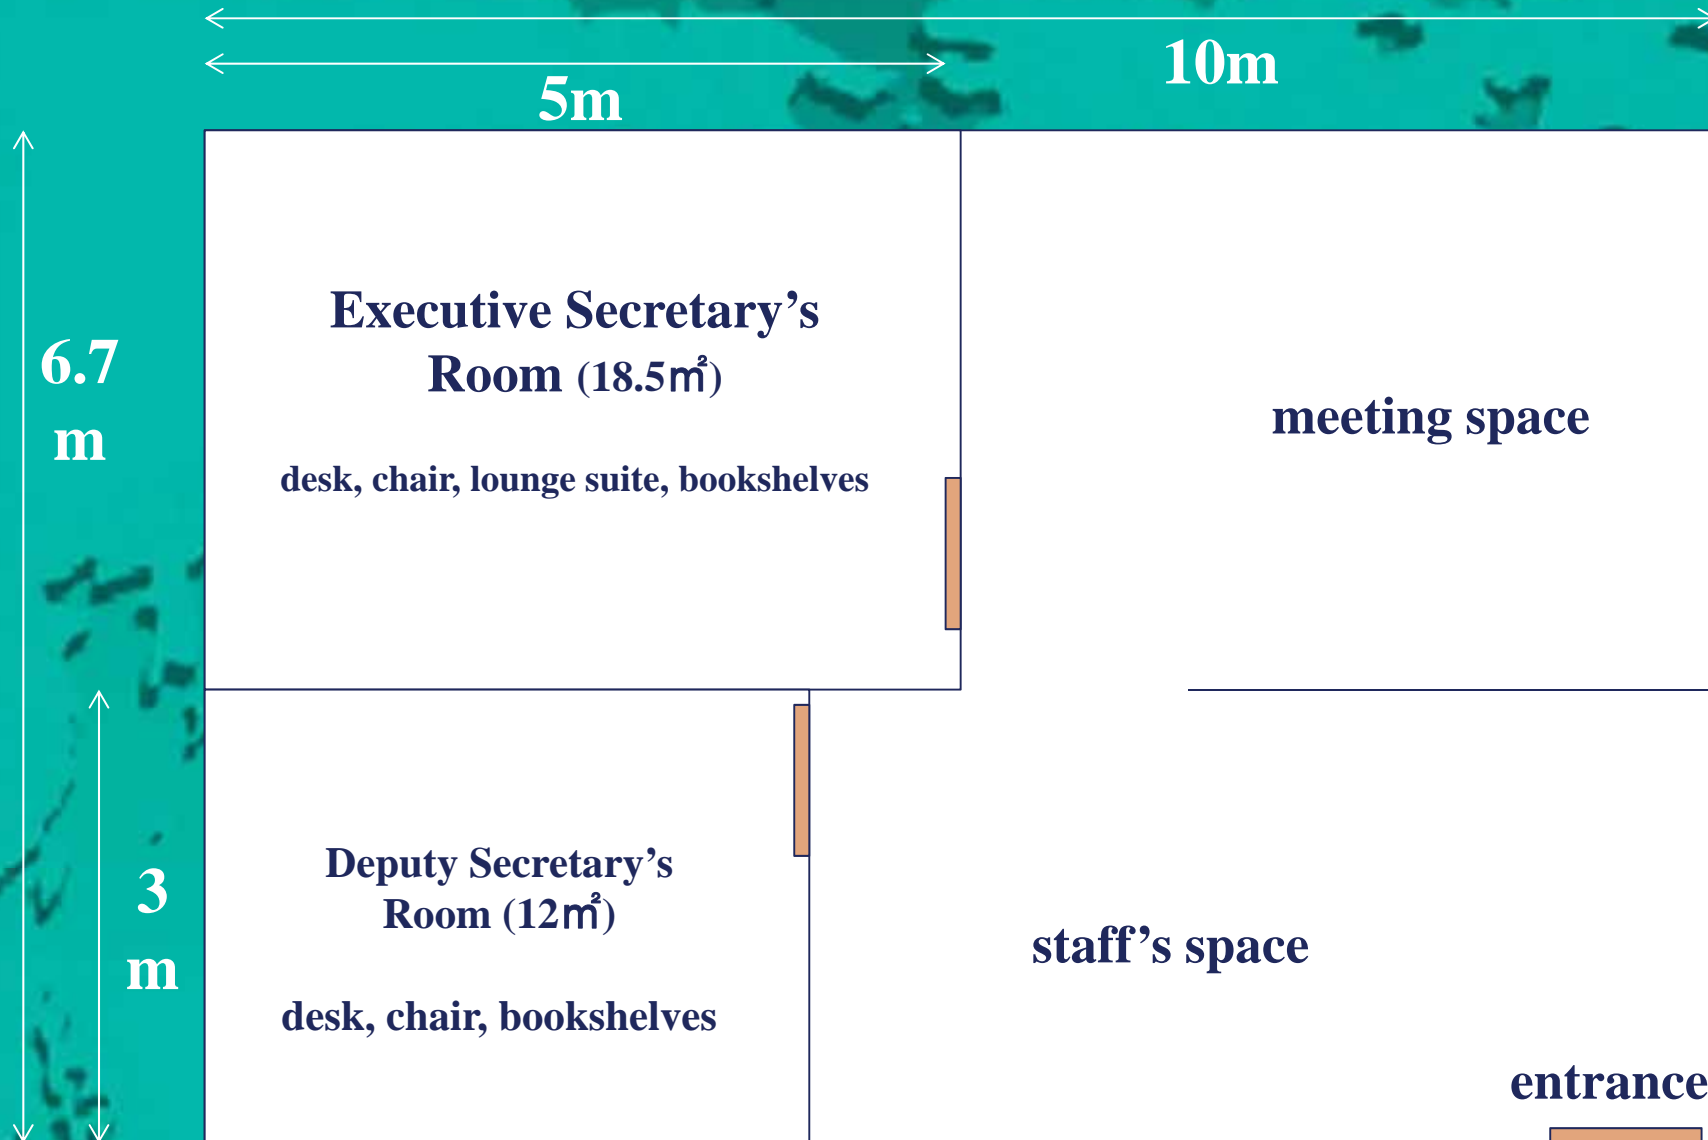 10m
5m
Executive Secretary’s
Room (18.5㎡)
desk, chair, lounge suite, bookshelves
6.7
m
meeting space
3
m
Deputy Secretary’s
Room (12㎡)
desk, chair, bookshelves
staff’s space
entrance